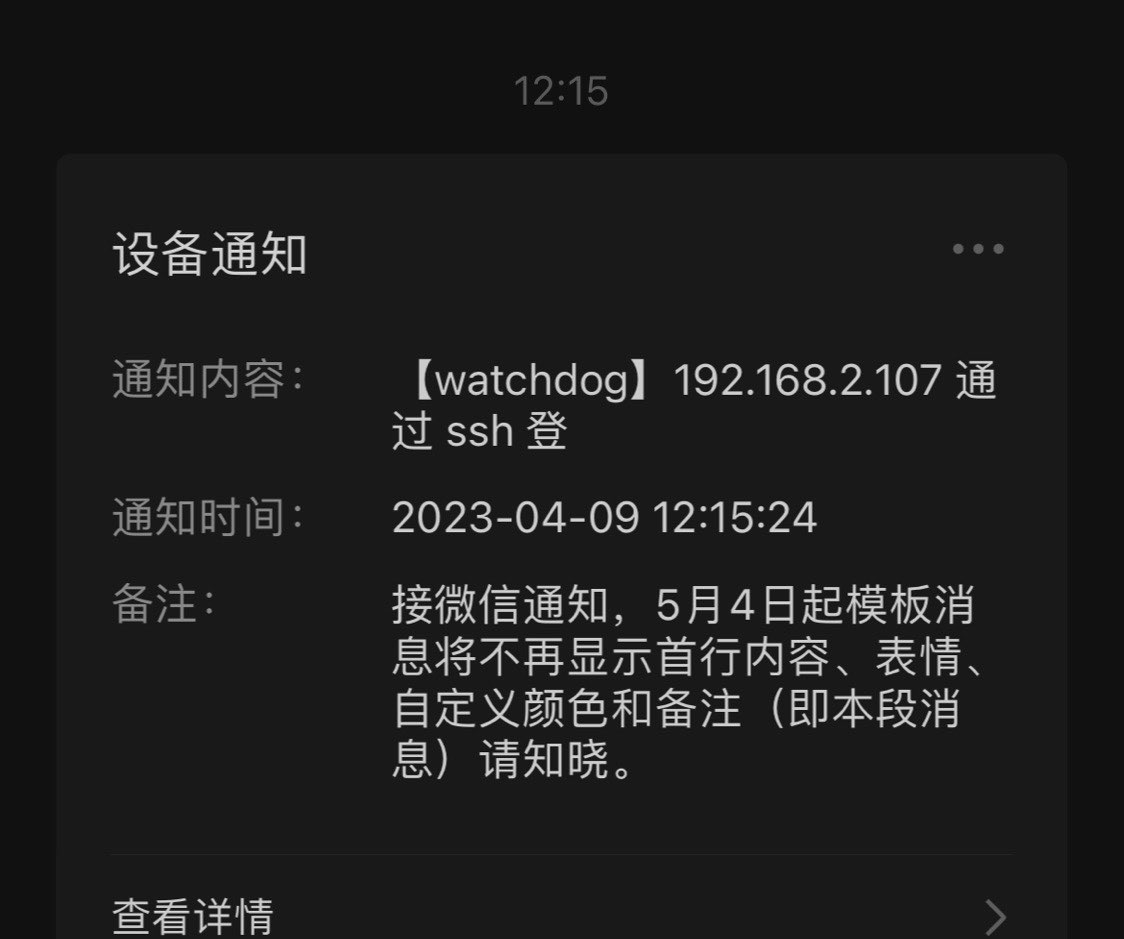 12:15
设备通知
通知内容: 【watchdog】192.168.2.107 通
过 ssh 登
通知时间: 2023-04-09 12:15:24
备注: 接微信通知，5月4日起模板消
息将不再显示首行内容、表情、
自定义颜色和备注（即本段消
息）请知晓。
查看详情